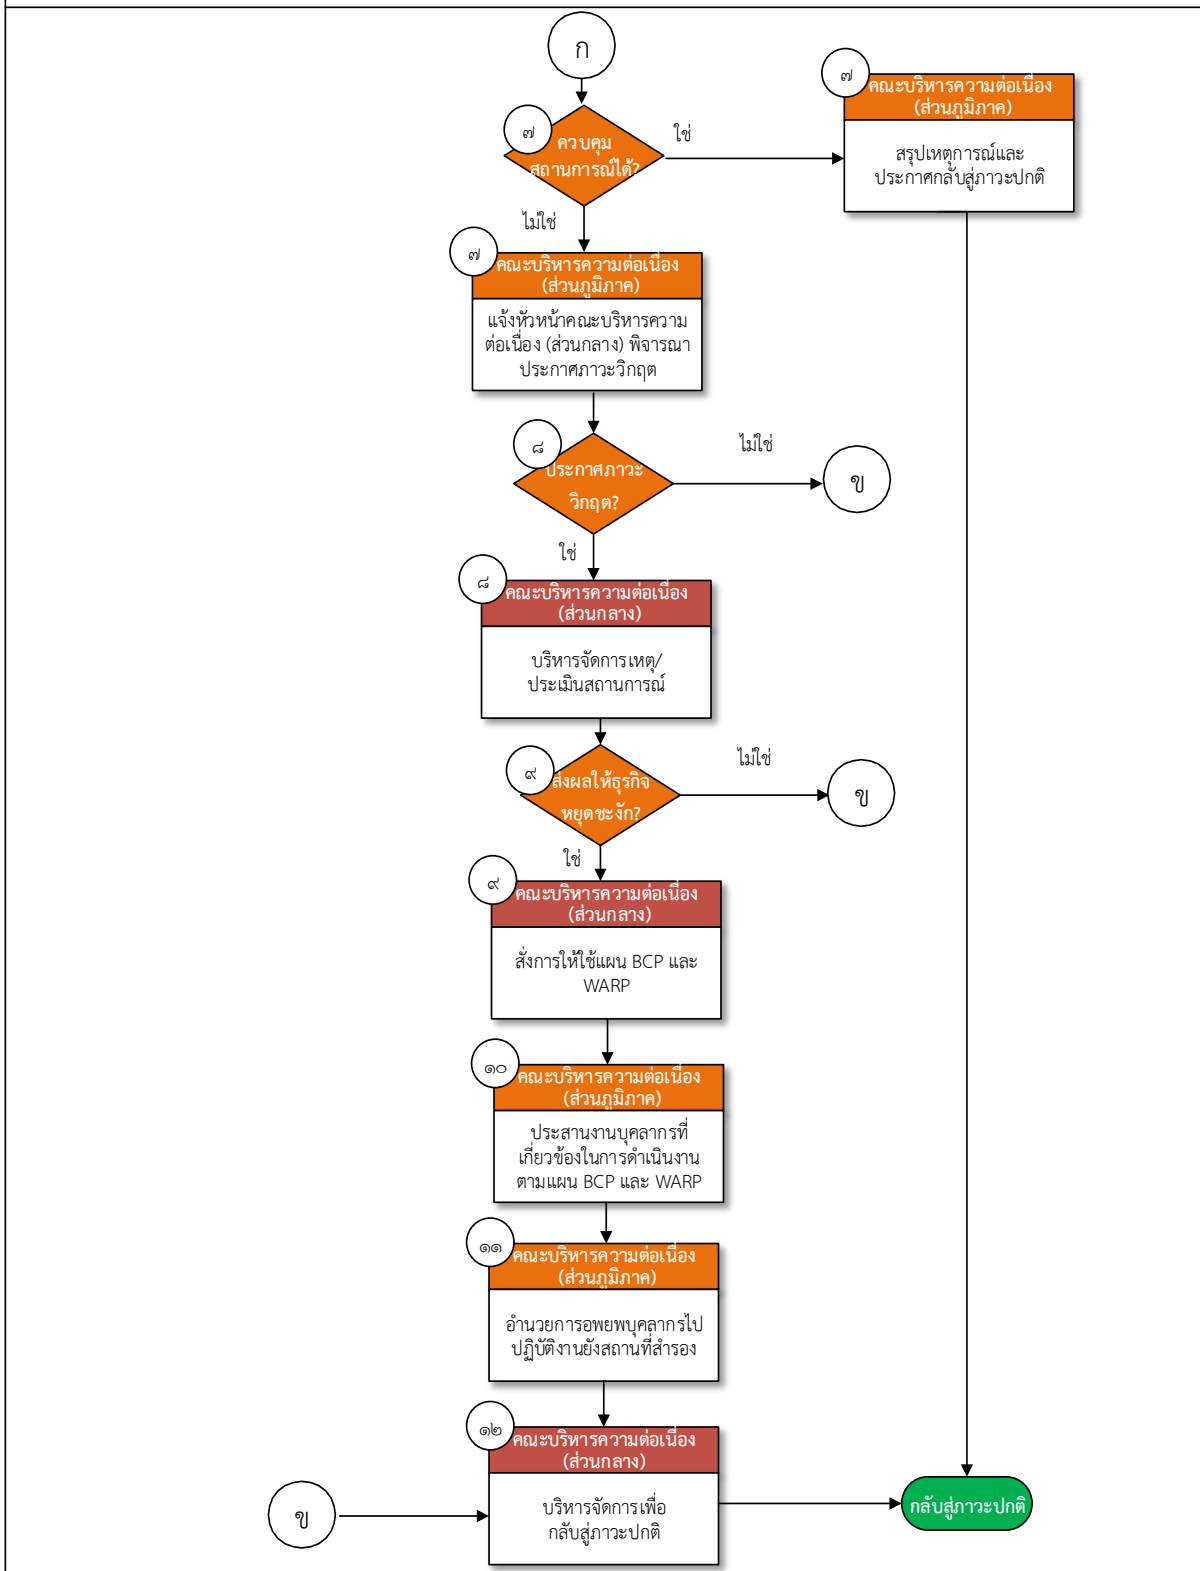 ก
๗
ควบคุม
สถานการณ์ได้?
ใช่
๗
คณะบริหารความต่อเนื่อง
(ส่วนภูมิภาค)
สรุปเหตุการณ์และ
ประกาศกลับสู่ภาวะปกติ
ไม่ใช่
๗
คณะบริหารความต่อเนื่อง
(ส่วนภูมิภาค)
แจ้งหัวหน้าคณะบริหารความ
ต่อเนื่อง (ส่วนกลาง) พิจารณา
ประกาศภาวะวิกฤต
๘
ประกาศภาวะ
วิกฤต?
ไม่ใช่
ข
ใช่
๘
คณะบริหารความต่อเนื่อง
(ส่วนกลาง)
บริหารจัดการเหตุ/
ประเมินสถานการณ์
๙
ส่งผลให้ธุรกิจ
หยุดชะงัก?
ไม่ใช่
ข
ใช่
๙
คณะบริหารความต่อเนื่อง
(ส่วนกลาง)
สั่งการให้ใช้แผน BCP และ
WARP
๑๐
คณะบริหารความต่อเนื่อง
(ส่วนภูมิภาค)
ประสานงานบุคลากรที่
เกี่ยวข้องในการดำเนินงาน
ตามแผน BCP และ WARP
๑๑
คณะบริหารความต่อเนื่อง
(ส่วนภูมิภาค)
อำนวยการอพยพบุคลากรไป
ปฏิบัติงานยังสถานที่สำรอง
๑๒
คณะบริหารความต่อเนื่อง
(ส่วนกลาง)
บริหารจัดการเพื่อ
กลับสู่ภาวะปกติ
ข
กลับสู่ภาวะปกติ